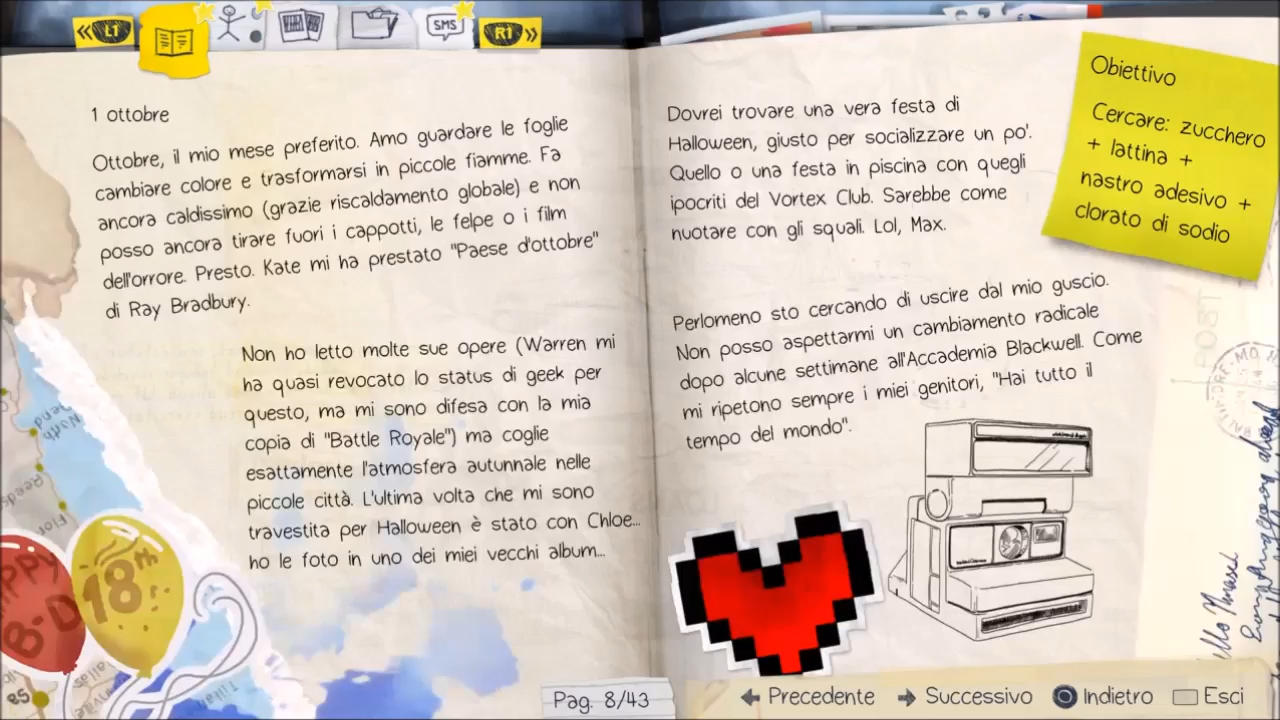 L1
SMS
R1
1 ottobre
Ottobre, il mio mese preferito. Amo guardare le foglie
cambiare colore e trasformarsi in piccole fiamme. Fa
ancora caldissimo (grazie riscaldamento globale) e non
posso ancora tirare fuori i cappotti, le felpe o i film
dell'orrore. Presto. Kate mi ha prestato "Paese d'ottobre"
di Ray Bradbury.
Non ho letto molte sue opere (Warren mi
ha quasi revocato lo status di geek per
questo, ma mi sono difesa con la mia
copia di "Battle Royale") ma coglie
esattamente l'atmosfera autunnale nelle
piccole città. L'ultima volta che mi sono
travestita per Halloween è stato con Chloe...
ho le foto in uno dei miei vecchi album...
Dovrei trovare una vera festa di
Halloween, giusto per socializzare un po'.
Quello o una festa in piscina con quegli
ipocriti del Vortex Club. Sarebbe come
nuotare con gli squali. Lol, Max.
Perlomeno sto cercando di uscire dal mio guscio.
Non posso aspettarmi un cambiamento radicale
dopo alcune settimane all'Accademia Blackwell. Come
mi ripetono sempre i miei genitori, "Hai tutto il
tempo del mondo".
Obiettivo
Cercare: zucchero
+ lattina +
nastro adesivo +
clorato di sodio
POST
18th
B-D
Pag. 8/43
Precedente
Successivo
Indietro
Esci